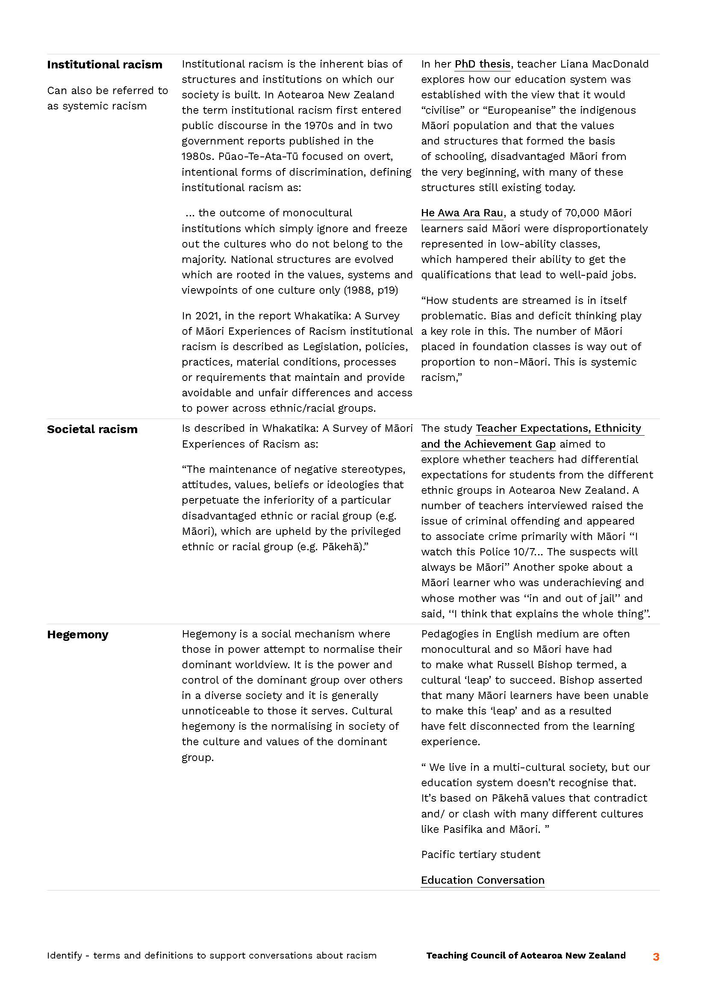 Institutional racism
Can also be referred to
as systemic racism
Institutional racism is the inherent bias of
structures and institutions on which our
society is built. In Aotearoa New Zealand
the term institutional racism first entered
public discourse in the 1970s and in two
government reports published in the
1980s. Pūao-Te-Ata-Tū focused on overt,
intentional forms of discrimination, defining
institutional racism as:
... the outcome of monocultural
institutions which simply ignore and freeze
out the cultures who do not belong to the
majority. National structures are evolved
which are rooted in the values, systems and
viewpoints of one culture only (1988, p19)
In 2021, in the report Whakatika: A Survey
of Māori Experiences of Racism institutional
racism is described as Legislation, policies,
practices, material conditions, processes
or requirements that maintain and provide
avoidable and unfair differences and access
to power across ethnic/racial groups.
In her PhD thesis, teacher Liana MacDonald
explores how our education system was
established with the view that it would
“civilise” or “Europeanise” the indigenous
Māori population and that the values
and structures that formed the basis
of schooling, disadvantaged Māori from
the very beginning, with many of these
structures still existing today.
He Awa Ara Rau, a study of 70,000 Māori
learners said Māori were disproportionately
represented in low-ability classes,
which hampered their ability to get the
qualifications that lead to well-paid jobs.
“How students are streamed is in itself
problematic. Bias and deficit thinking play
a key role in this. The number of Māori
placed in foundation classes is way out of
proportion to non-Māori. This is systemic
racism,”
Societal racism
Is described in Whakatika: A Survey of Māori
Experiences of Racism as:
“The maintenance of negative stereotypes,
attitudes, values, beliefs or ideologies that
perpetuate the inferiority of a particular
disadvantaged ethnic or racial group (e.g.
Māori), which are upheld by the privileged
ethnic or racial group (e.g. Pākehā).”
The study Teacher Expectations, Ethnicity
and the Achievement Gap aimed to
explore whether teachers had differential
expectations for students from the different
ethnic groups in Aotearoa New Zealand. A
number of teachers interviewed raised the
issue of criminal offending and appeared
to associate crime primarily with Māori “I
watch this Police 10/7... The suspects will
always be Māori” Another spoke about a
Māori learner who was underachieving and
whose mother was ‘‘in and out of jail’’ and
said, ‘‘I think that explains the whole thing”.
Hegemony
Hegemony is a social mechanism where
those in power attempt to normalise their
dominant worldview. It is the power and
control of the dominant group over others
in a diverse society and it is generally
unnoticeable to those it serves. Cultural
hegemony is the normalising in society of
the culture and values of the dominant
group.
Pedagogies in English medium are often
monocultural and so Māori have had
to make what Russell Bishop termed, a
cultural ‘leap’ to succeed. Bishop asserted
that many Māori learners have been unable
to make this ‘leap’ and as a resulted
have felt disconnected from the learning
experience.
“ We live in a multi-cultural society, but our
education system doesn’t recognise that.
It’s based on Pākehā values that contradict
and/ or clash with many different cultures
like Pasifika and Māori. ”
Pacific tertiary student
Education Conversation
Identify - terms and definitions to support conversations about racism
Teaching Council of Aotearoa New Zealand
3